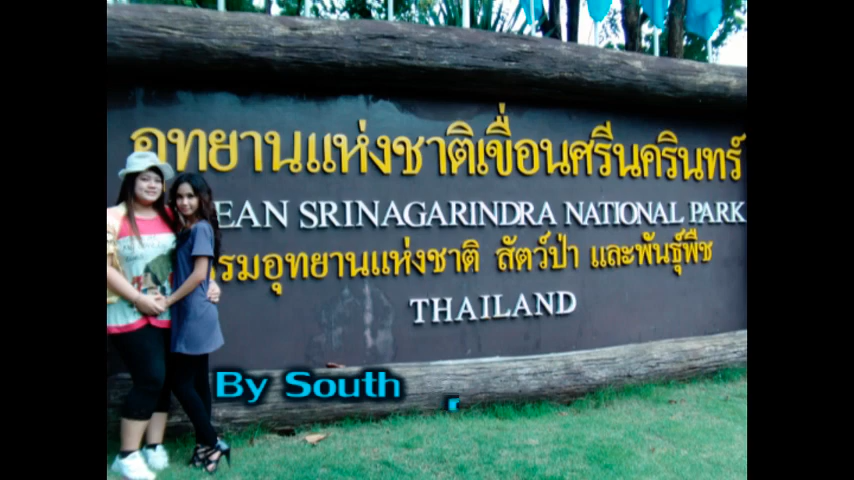 อุทยานแห่งชาติเขื่อนศรีนครินทร์
EAN SRINAGARINDRA NATIONAL PARK
กรมอุทยานแห่งชาติ สัตว์ป่า และพันธุ์พืช
THAILAND
By South